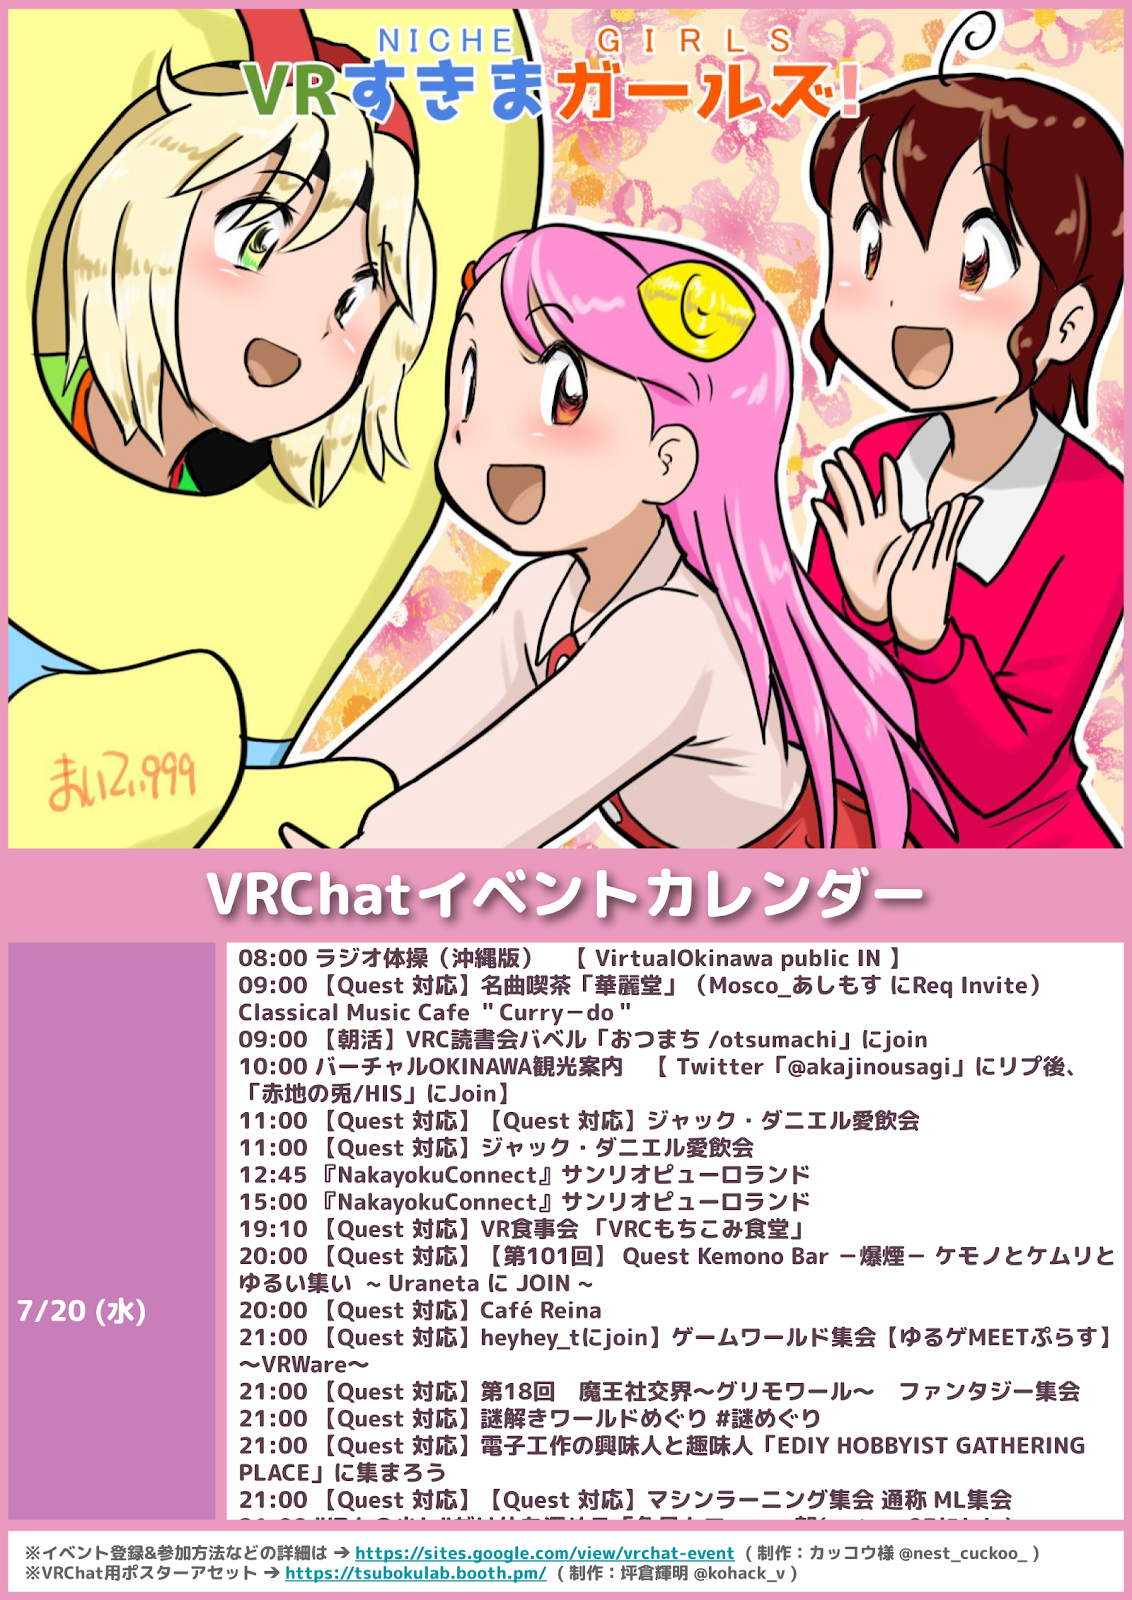 NICHE GIRLS
VRすきまガールズ!
まいてい999
VRChatイベントカレンダー
7/20 (水)
08:00 ラジオ体操（沖縄版）　【 VirtualOkinawa public IN 】
09:00 【Quest 対応】名曲喫茶「華麗堂」（Mosco_あしもす にReq Invite）
Classical Music Cafe ＂Curry－do＂
09:00 【朝活】VRC読書会バベル「おつまち /otsumachi」にjoin
10:00 バーチャルOKINAWA観光案内　【 Twitter「@akajinousagi」にリプ後、
「赤地の兎/HIS」にJoin】
11:00 【Quest 対応】【Quest 対応】ジャック・ダニエル愛飲会
11:00 【Quest 対応】ジャック・ダニエル愛飲会
12:45 『NakayokuConnect』サンリオピューロランド
15:00 『NakayokuConnect』サンリオピューロランド
19:10 【Quest 対応】VR食事会 「VRCもちこみ食堂」
20:00 【Quest 対応】【第101回】 Quest Kemono Bar －爆煙－ ケモノとケムリと
ゆるい集い ～ Uraneta に JOIN ～
20:00 【Quest 対応】Café Reina
21:00 【Quest 対応】heyhey_tにjoin】ゲームワールド集会【ゆるゲMEETぷらす】
～VRWare～
21:00 【Quest 対応】第18回　魔王社交界～グリモワール～　ファンタジー集会
21:00 【Quest 対応】謎解きワールドめぐり #謎めぐり
21:00 【Quest 対応】電子工作の興味人と趣味人「EDIY HOBBYIST GATHERING
PLACE」に集まろう
21:00 【Quest 対応】【Quest 対応】マシンラーニング集会 通称 ML集会
※イベント登録&参加方法などの詳細は ➔ https://sites.google.com/view/vrchat-event ( 制作：カッコウ様 @nest_cuckoo_ )
※VRChat用ポスターアセット ➔ https://tsubokulab.booth.pm/ ( 制作：坪倉輝明 @kohack_v )